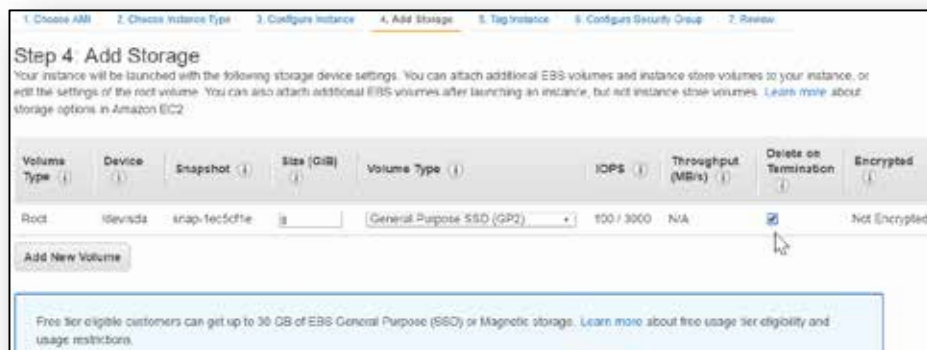 1. Choose AMI 2. Choose Instance Type 3. Configure Instance 4. Add Storage 5. Tag Instance 6. Configure Security Group 7. Review
Step 4: Add Storage
Your instance will be launched with the following storage device settings. You can attach additional EBS volumes and instance store volumes to your instance, or
edit the settings of the root volume. You can also attach additional EBS volumes after launching an instance, but not instance store volumes. Learn more about
storage options in Amazon EC2.
Volume Type Device Snapshot Size (GiB) Volume Type IOPS Throughput (MB/s) Delete on Termination Encrypted
Root /dev/sda General Purpose SSD (GP2) 100 / 3000 N/A Not Encrypted
Add New Volume
Free tier eligible customers can get up to 30 GB of EBS General Purpose (SSD) or Magnetic storage. Learn more about free usage tier eligibility and
usage restrictions.